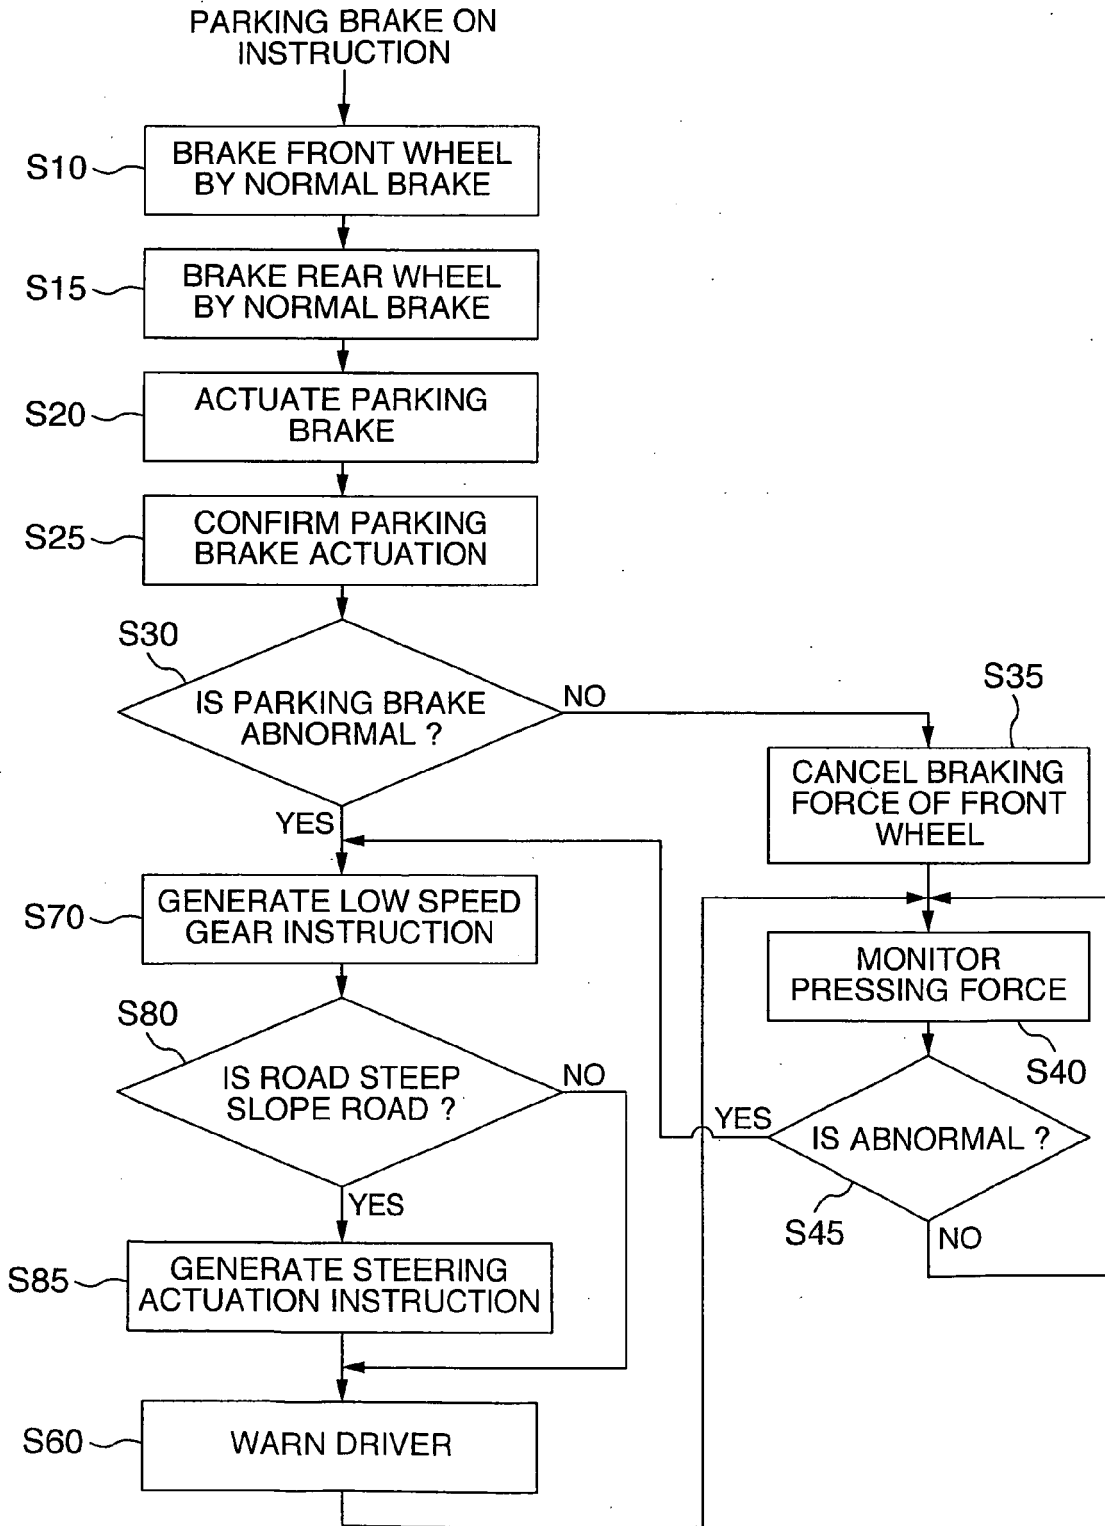 PARKING BRAKE ON
INSTRUCTION
S10
BRAKE FRONT WHEEL
BY NORMAL BRAKE
S15
BRAKE REAR WHEEL
BY NORMAL BRAKE
S20
ACTUATE PARKING
BRAKE
S25
CONFIRM PARKING
BRAKE ACTUATION
S30
IS PARKING BRAKE
ABNORMAL ?
NO
YES
S35
CANCEL BRAKING
FORCE OF FRONT
WHEEL
S70
GENERATE LOW SPEED
GEAR INSTRUCTION
MONITOR
PRESSING FORCE
S40
S80
IS ROAD STEEP
SLOPE ROAD ?
NO
YES
YES
IS ABNORMAL ?
S45
NO
S85
GENERATE STEERING
ACTUATION INSTRUCTION
S60
WARN DRIVER